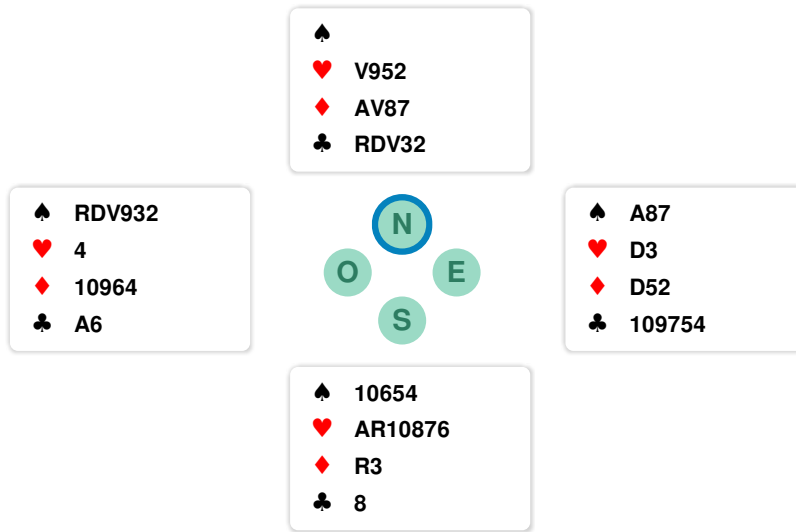 ♠
♥ V952
♦ AV87
♣ RDV32
♠ RDV932
♥ 4
♦ 10964
♣ A6
N
O E
S
♠ A87
♥ D3
♦ D52
♣ 109754
♠ 10654
♥ AR10876
♦ R3
♣ 8